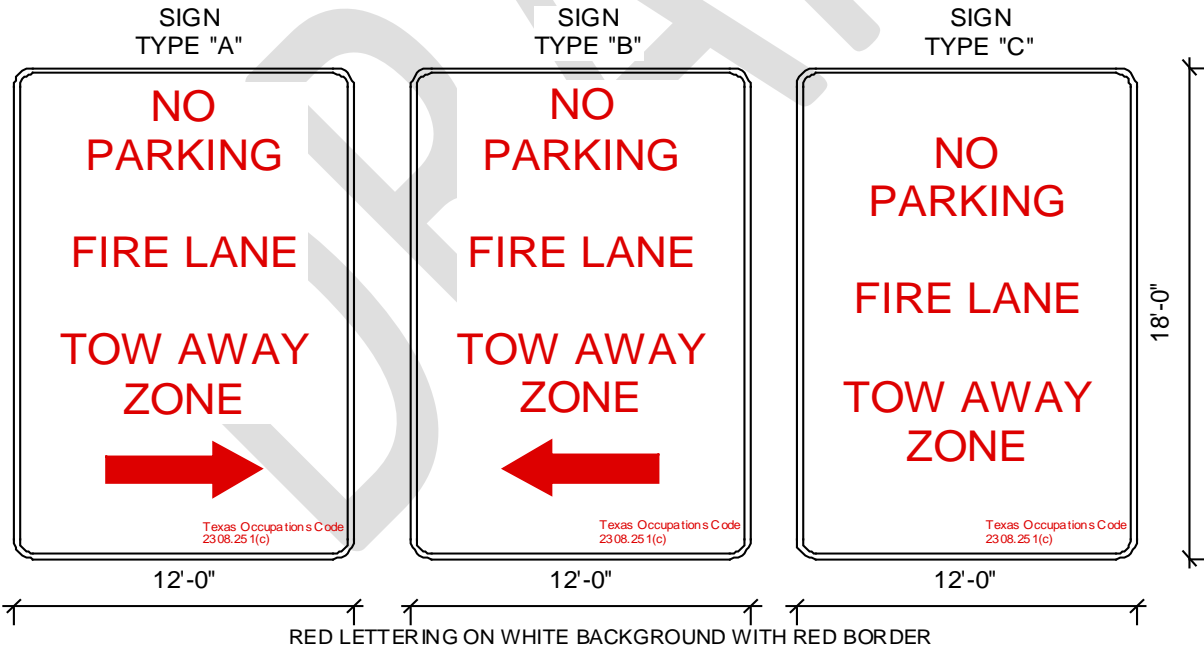 SIGN
TYPE "A"
NO
PARKING
FIRE LANE
TOW AWAY
ZONE
Texas Occupations Code
2308.251(c)
12'-0"
SIGN
TYPE "B"
NO
PARKING
FIRE LANE
TOW AWAY
ZONE
Texas Occupations Code
2308.251(c)
12'-0"
SIGN
TYPE "C"
NO
PARKING
FIRE LANE
TOW AWAY
ZONE
Texas Occupations Code
2308.251(c)
12'-0"
18'-0"
RED LETTERING ON WHITE BACKGROUND WITH RED BORDER